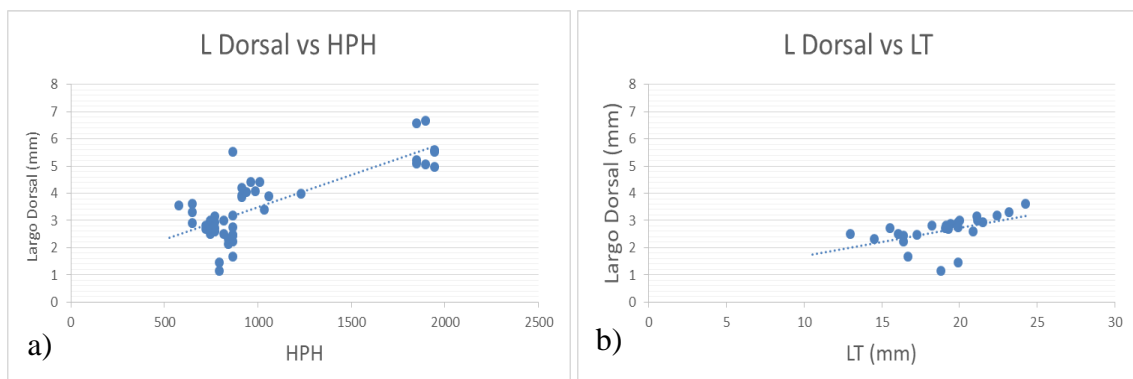 L Dorsal vs HPH
Largo Dorsal (mm)
8
7
6
5
4
3
2
1
0
0 500 1000 1500 2000 2500
HPH
a)
L Dorsal vs LT
Largo Dorsal (mm)
8
7
6
5
4
3
2
1
0
0 5 10 15 20 25 30
LT (mm)
b)